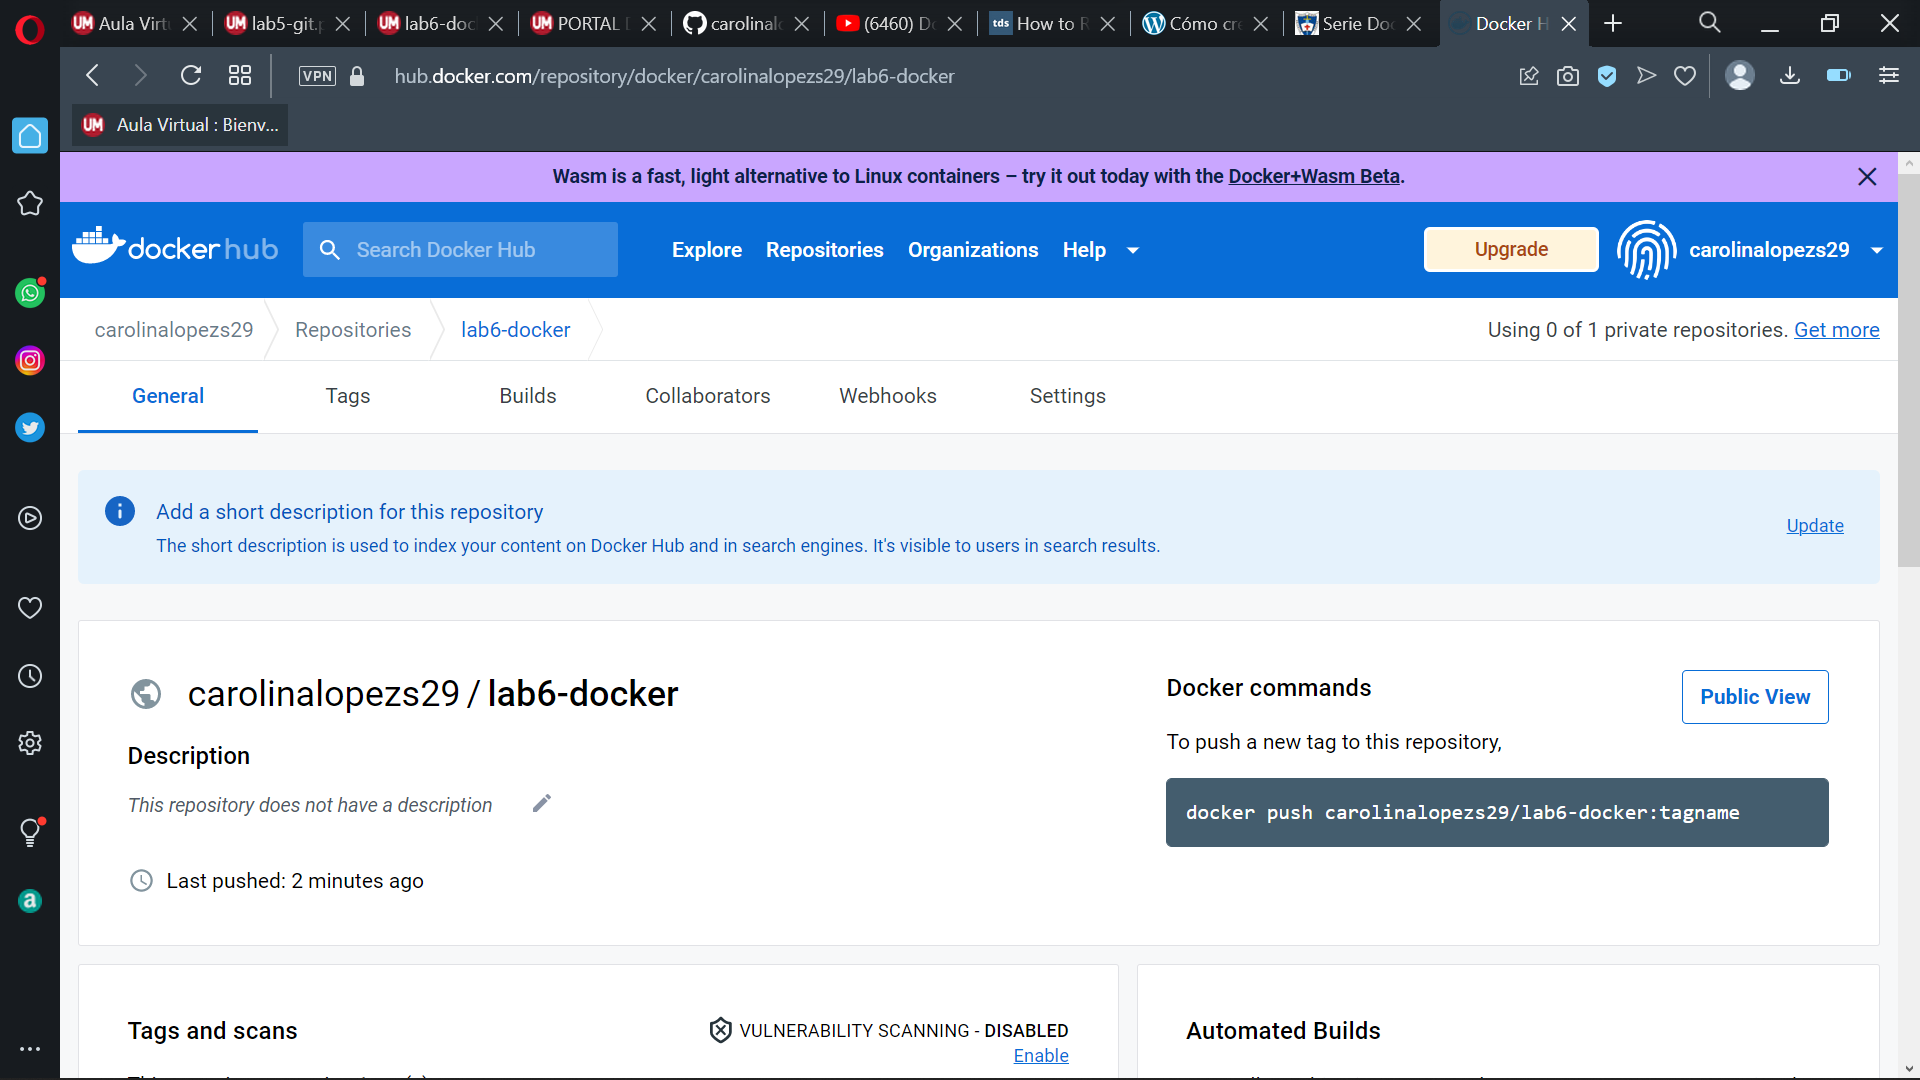 Aula Virtu
lab5-git.p
lab6-doc
PORTAL
carolinal
(6460) D
tds How to R
Cómo cre
Serie Doc
Docker H
VPN
hub.docker.com/repository/docker/carolinalopezs29/lab6-docker
UM Aula Virtual : Bienv...
Wasm is a fast, light alternative to Linux containers – try it out today with the Docker+Wasm Beta.
docker hub
Search Docker Hub
Explore
Repositories
Organizations
Help
Upgrade
carolinalopezs29
carolinalopezs29
Repositories
lab6-docker
Using 0 of 1 private repositories. Get more
General
Tags
Builds
Collaborators
Webhooks
Settings
Add a short description for this repository
The short description is used to index your content on Docker Hub and in search engines. It's visible to users in search results.
Update
carolinalopezs29 / lab6-docker
Description
This repository does not have a description
Last pushed: 2 minutes ago
Docker commands
Public View
To push a new tag to this repository,
docker push carolinalopezs29/lab6-docker:tagname
Tags and scans
VULNERABILITY SCANNING - DISABLED
Enable
Automated Builds